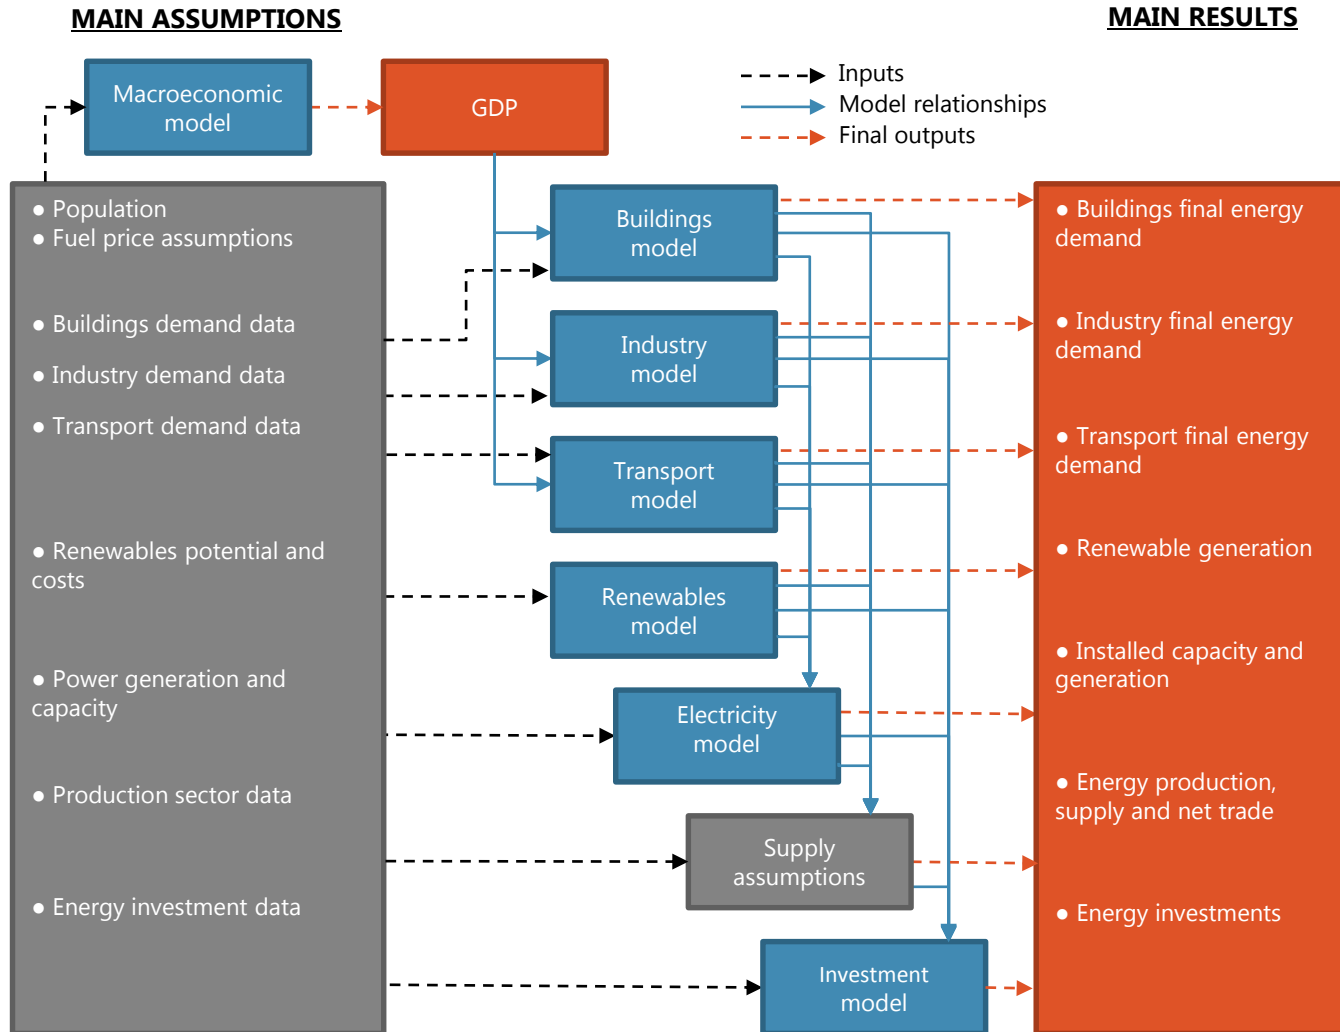 MAIN ASSUMPTIONS
MAIN RESULTS
Macroeconomic
model
GDP
Inputs
Model relationships
Final outputs
● Population
● Fuel price assumptions
● Buildings demand data
● Industry demand data
● Transport demand data
● Renewables potential and
costs
● Power generation and
capacity
● Production sector data
● Energy investment data
Buildings
model
Industry
model
Transport
model
Renewables
model
Electricity
model
Supply
assumptions
Investment
model
● Buildings final energy
demand
● Industry final energy
demand
● Transport final energy
demand
● Renewable generation
● Installed capacity and
generation
● Energy production,
supply and net trade
● Energy investments